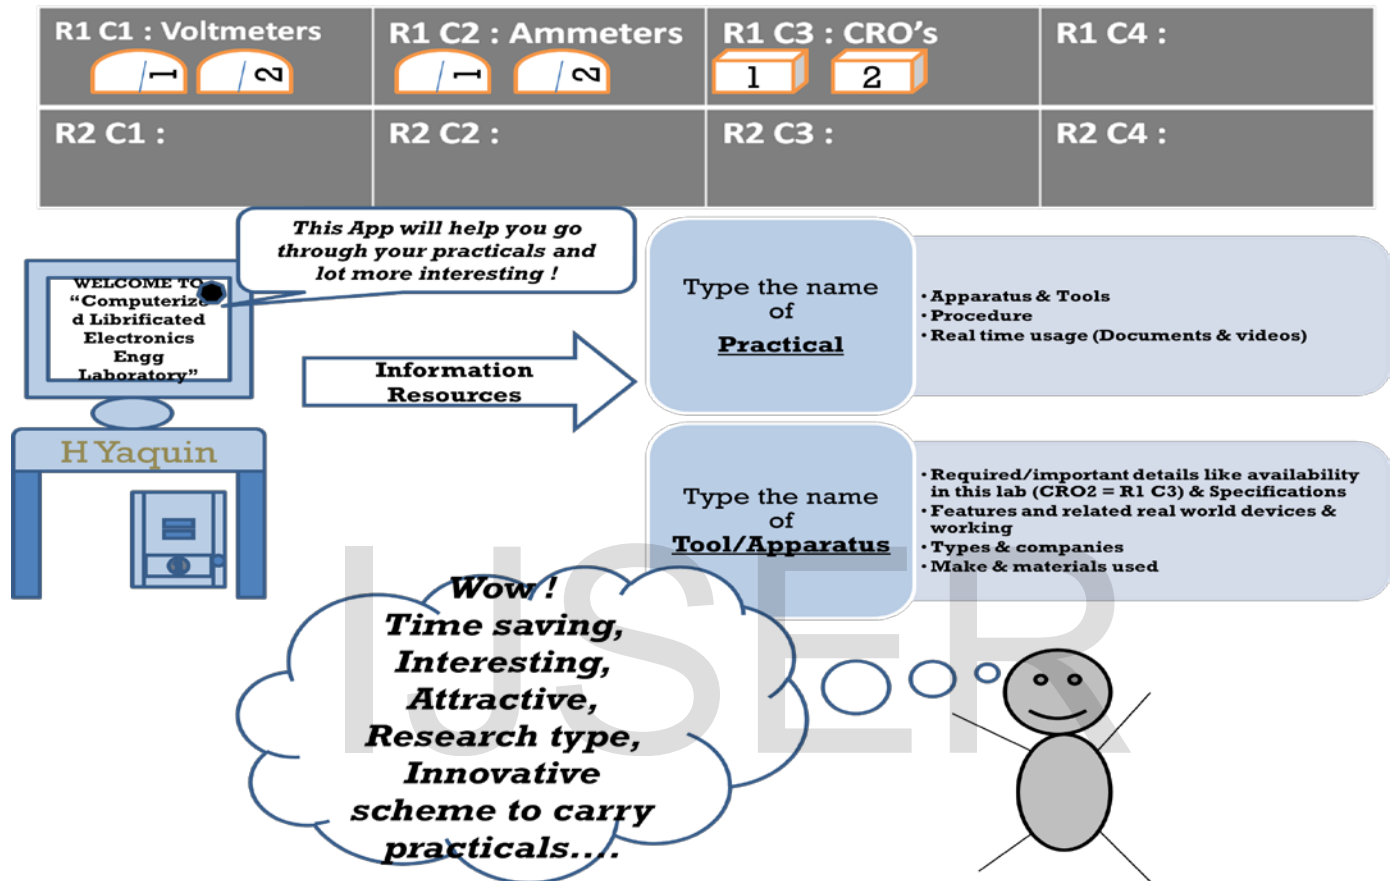 R1 C1 : Voltmeters
1
2
R1 C2 : Ammeters
1
2
R1 C3 : CRO’s
1
2
R1 C4 :
R2 C1 :
R2 C2 :
R2 C3 :
R2 C4 :
This App will help you go
through your practicals and
lot more interesting !
WELCOME TO
“Computerize
d Librificated
Electronics
Engg
Laboratory”
H Yaquin
Information
Resources
Type the name
of
Practical
• Apparatus & Tools
• Procedure
• Real time usage (Documents & videos)
Type the name
of
Tool/Apparatus
• Required/important details like availability
in this lab (CRO2 = R1 C3) & Specifications
• Features and related real world devices &
working
• Types & companies
• Make & materials used
Wow !
Time saving,
Interesting,
Attractive,
Research type,
Innovative
scheme to carry
practicals....
IJSER